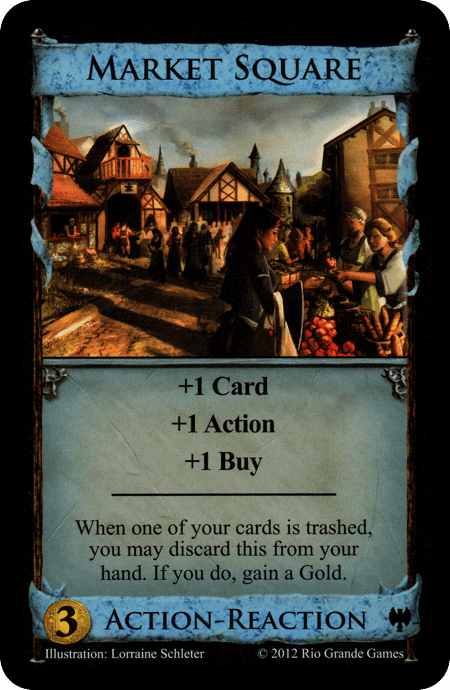 Market Square
+1 Card
+1 Action
+1 Buy
When one of your cards is trashed,
you may discard this from your
hand. If you do, gain a Gold.
3 Action-Reaction
Illustration: Lorraine Schleter © 2012 Rio Grande Games